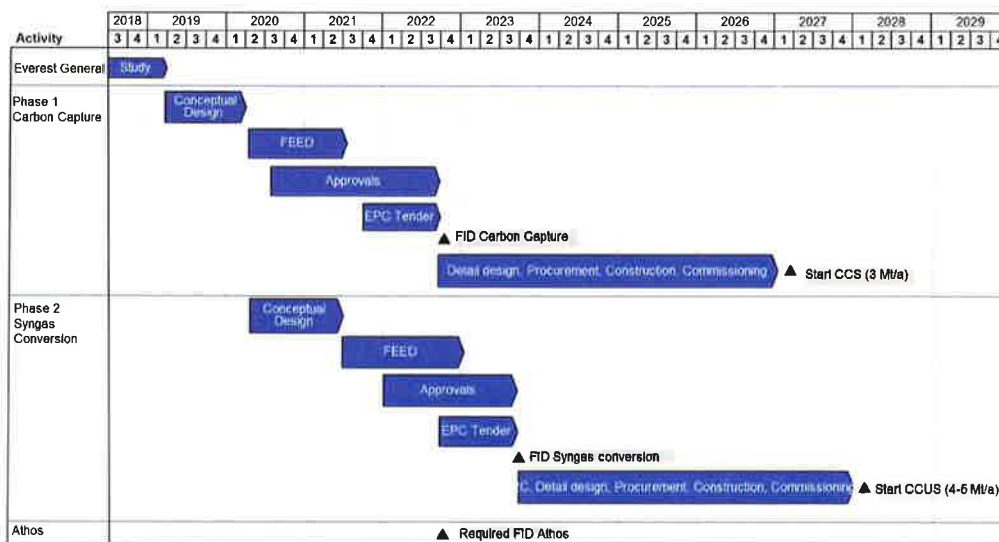 2018 2019 2020 2021 2022 2023 2024 2025 2026 2027 2028 2029
Activity 3 4 1 2 3 4 1 2 3 4 1 2 3 4 1 2 3 4 1 2 3 4 1 2 3 4 1 2 3 4 1 2 3 4 1 2 3 4 1 2 3 4 1 2 3 4
Everest General
Study
Phase 1
Carbon Capture
Conceptual
Design
FEED
Approvals
EPC Tender
▲ FID Carbon Capture
Detail design, Procurement, Construction, Commissioning
▲ Start CCS (3 Mt/a)
Phase 2
Syngas
Conversion
Conceptual
Design
FEED
Approvals
EPC Tender
▲ FID Syngas conversion
C, Detail design, Procurement, Construction, Commissioning
▲ Start CCUS (4-5 Mt/a)
Athos
▲ Required FID Athos